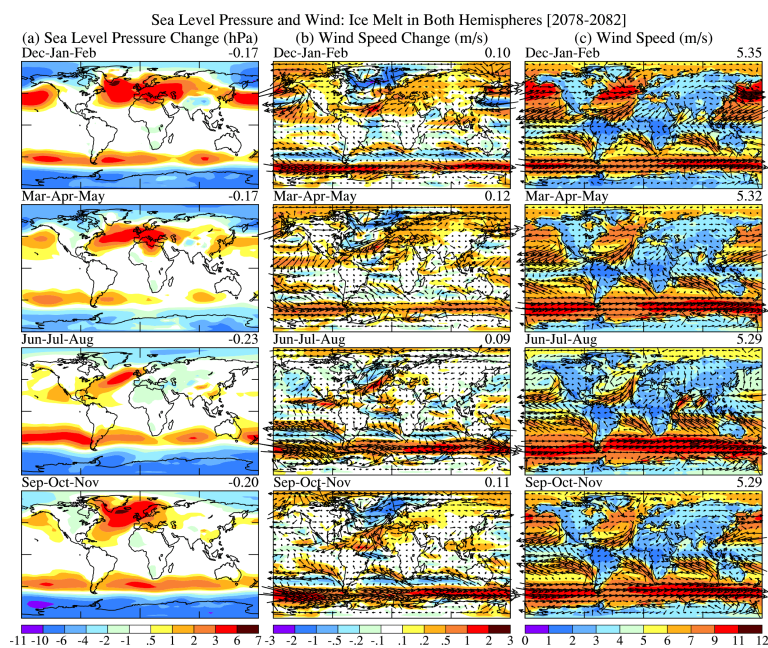 Sea Level Pressure and Wind: Ice Melt in Both Hemispheres [2078-2082]
(a) Sea Level Pressure Change (hPa) (b) Wind Speed Change (m/s) (c) Wind Speed (m/s)
Dec-Jan-Feb -0.17 Dec-Jan-Feb 0.10 Dec-Jan-Feb 5.35
Mar-Apr-May -0.17 Mar-Apr-May 0.12 Mar-Apr-May 5.32
Jun-Jul-Aug -0.23 Jun-Jul-Aug 0.09 Jun-Jul-Aug 5.29
Sep-Oct-Nov -0.20 Sep-Oct-Nov 0.11 Sep-Oct-Nov 5.29
-11 -10 -6 -4 -2 -1 .5 1 2 3 6 7 -3 -2 -1 -.5 -.2 -.1 .1 .2 .5 1 2 3 0 1 2 3 4 5 6 7 9 11 12